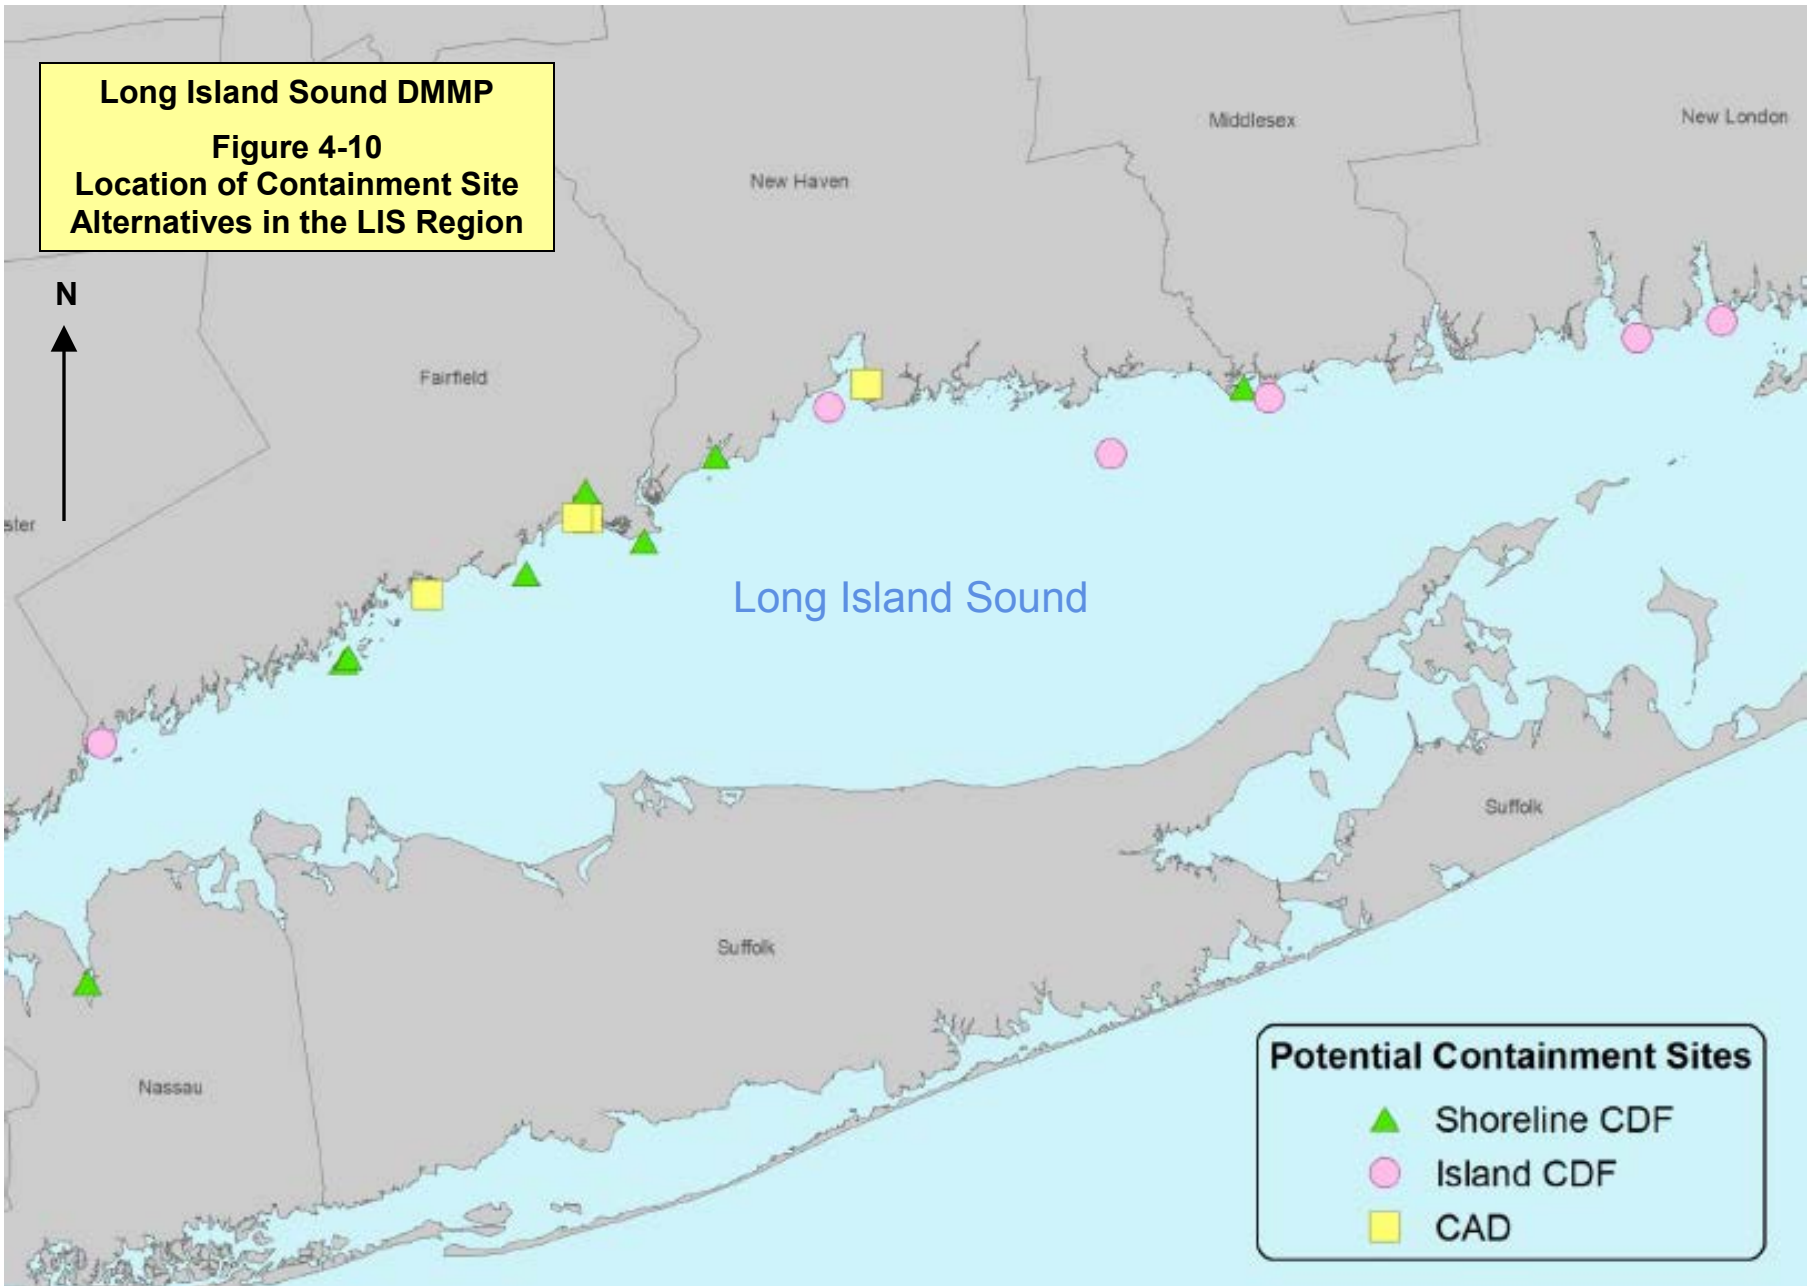 Long Island Sound DMMP
Figure 4-10
Location of Containment Site
Alternatives in the LIS Region
N
Middlesex
New London
New Haven
Fairfield
ster
Long Island Sound
Suffolk
Suffolk
Nassau
Potential Containment Sites
Shoreline CDF
Island CDF
CAD